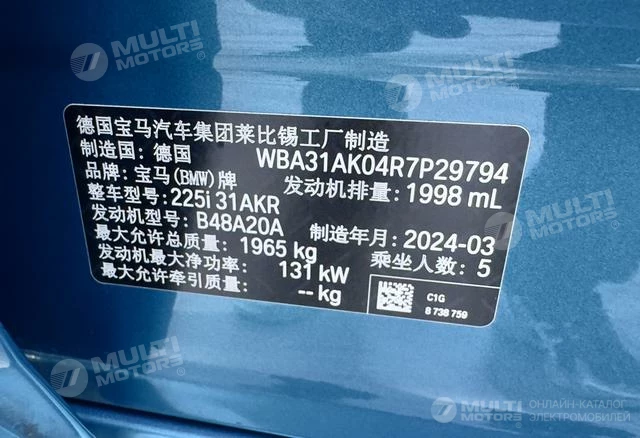 MULTI
MOTORS
MULTI
MOTORS
德国宝马汽车集团莱比锡工厂制造
制造国: 德国
WBA31AK04R7P29794
品牌: 宝马(BMW)牌
发动机排量: 1998 mL
整车型号: 225i 31AKR
发动机型号: B48A20A
制造年月: 2024-03
最大允许总质量: 1965 kg
乘坐人数: 5
发动机最大净功率: 131 kW
最大允许牵引质量: -- kg
C1G
8 738 759
MULTI
MOTORS
MULTI
MOTORS
ОНЛАЙН-КАТАЛОГ
ЭЛЕКТРОМОБИЛЕЙ